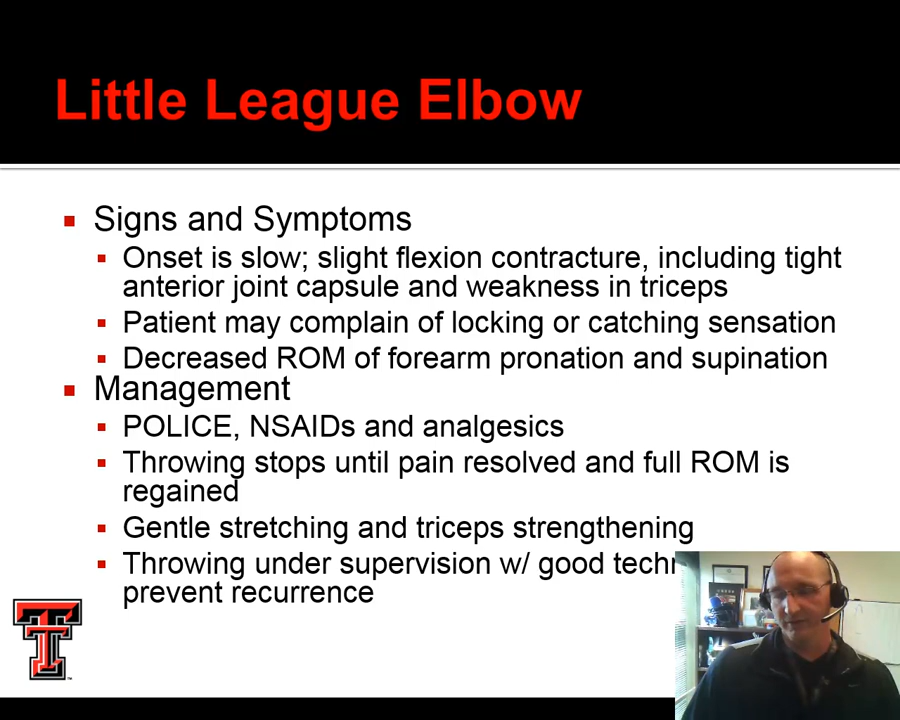 Little League Elbow
Signs and Symptoms
Onset is slow; slight flexion contracture, including tight
anterior joint capsule and weakness in triceps
Patient may complain of locking or catching sensation
Decreased ROM of forearm pronation and supination
Management
POLICE, NSAIDs and analgesics
Throwing stops until pain resolved and full ROM is
regained
Gentle stretching and triceps strengthening
Throwing under supervision w/ good
prevent recurrence